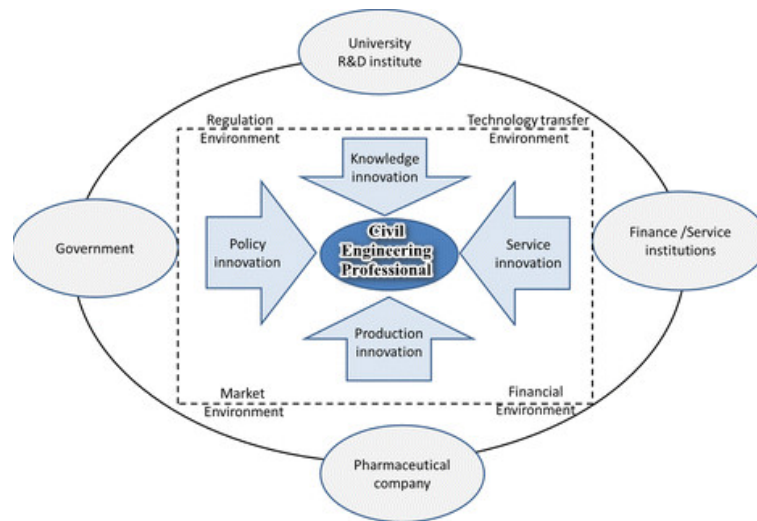 University
R&D institute
Regulation
Environment
Technology transfer
Environment
Knowledge
innovation
Government
Policy
innovation
Civil
Engineering
Professional
Service
innovation
Finance /Service
institutions
Production
innovation
Market
Environment
Financial
Environment
Pharmaceutical
company